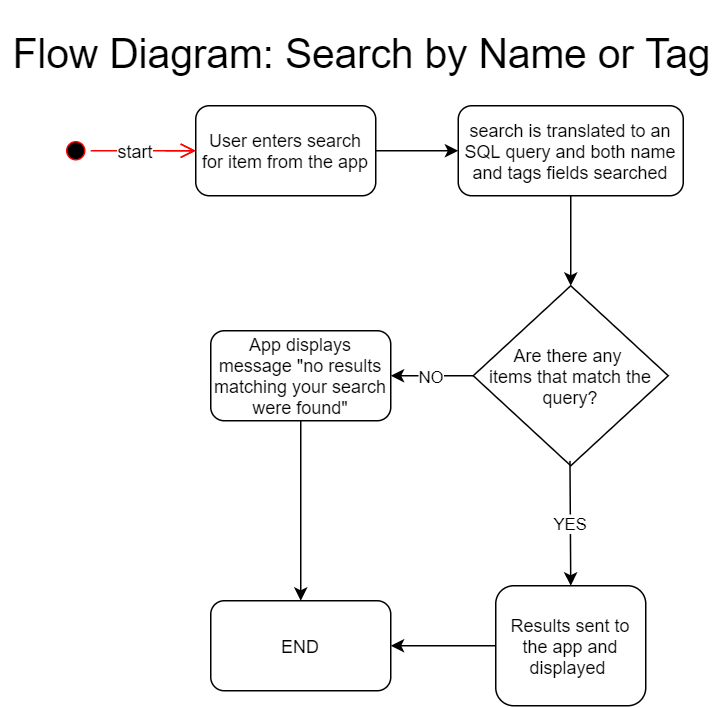 Flow Diagram: Search by Name or Tag
start
User enters search
for item from the app
search is translated to an
SQL query and both name
and tags fields searched
Are there any
items that match the
query?
NO
App displays
message "no results
matching your search
were found"
YES
Results sent to
the app and
displayed
END